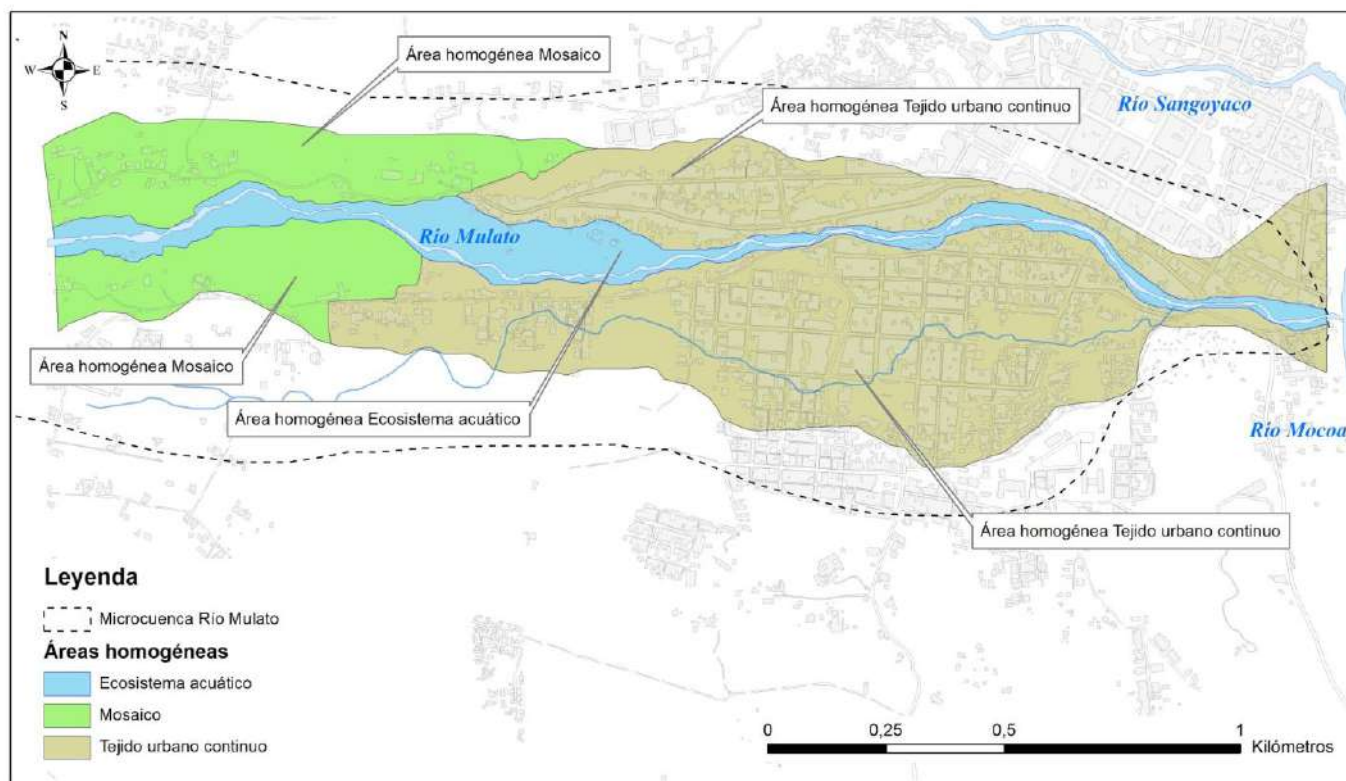 N
W E
S
Área homogénea Mosaico
Área homogénea Tejido urbano continuo
Río Sangoyaco
Río Mulato
Área homogénea Mosaico
Área homogénea Ecosistema acuático
Río Mocoa
Área homogénea Tejido urbano continuo
Leyenda
Microcuenca Río Mulato
Áreas homogéneas
Ecosistema acuático
Mosaico
Tejido urbano continuo
0 0,25 0,5 1
Kilómetros